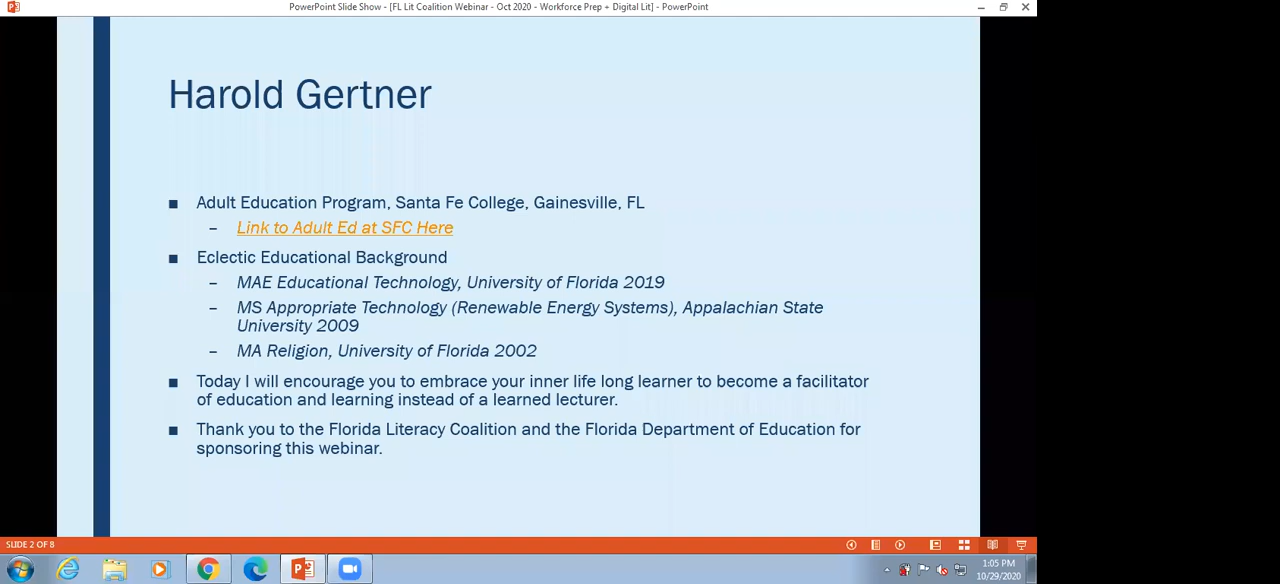 PowerPoint Slide Show - [FL Lit Coalition Webinar - Oct 2020 - Workforce Prep + Digital Lit] - PowerPoint
Harold Gertner
■ Adult Education Program, Santa Fe College, Gainesville, FL
– Link to Adult Ed at SFC Here
■ Eclectic Educational Background
– MAE Educational Technology, University of Florida 2019
– MS Appropriate Technology (Renewable Energy Systems), Appalachian State
University 2009
– MA Religion, University of Florida 2002
■ Today I will encourage you to embrace your inner life long learner to become a facilitator
of education and learning instead of a learned lecturer.
■ Thank you to the Florida Literacy Coalition and the Florida Department of Education for
sponsoring this webinar.
SLIDE 2 OF 8
1:05 PM
10/29/2020